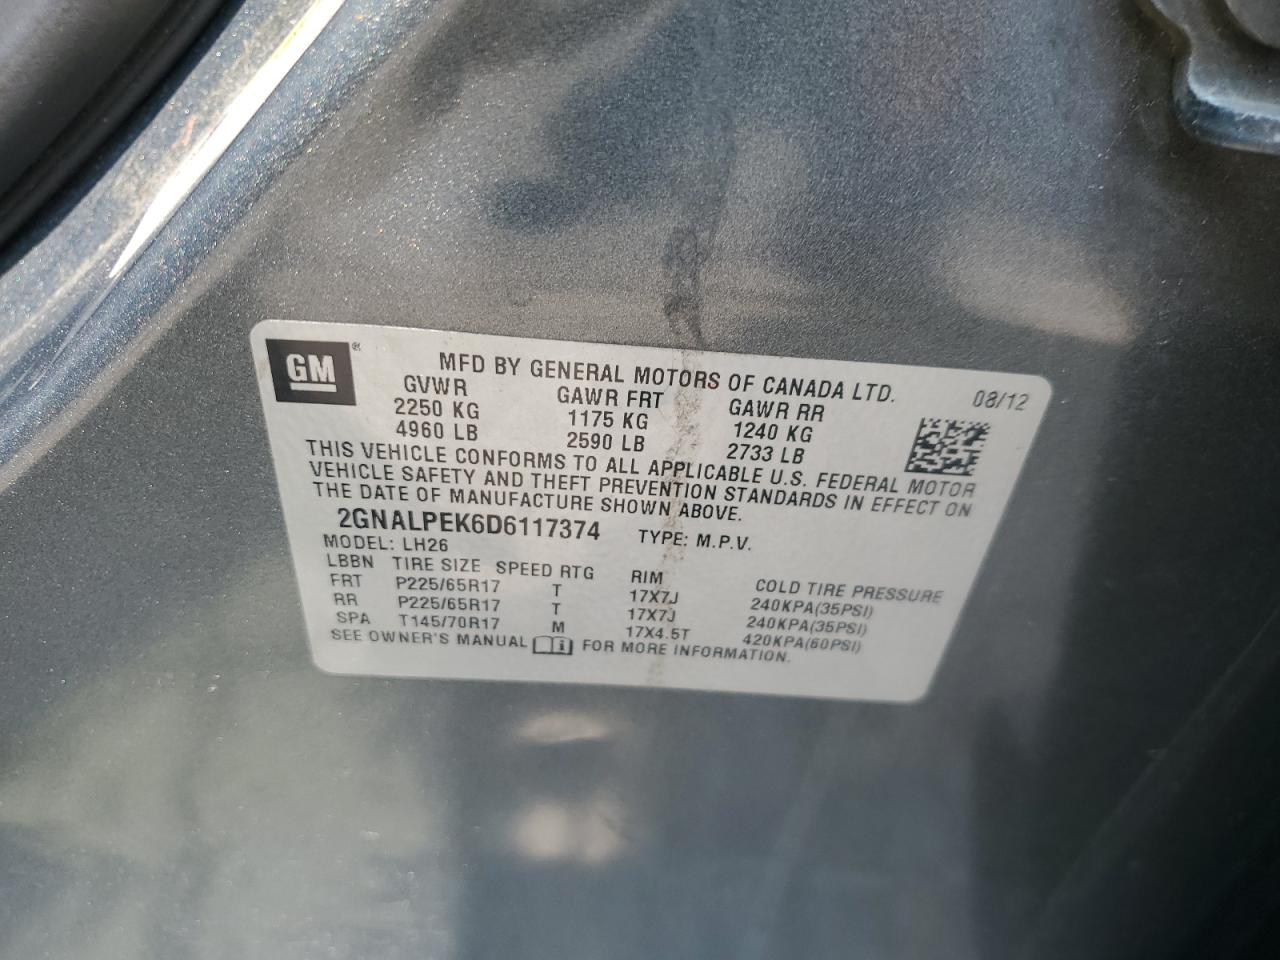 GM ®
MFD BY GENERAL MOTORS OF CANADA LTD. 08/12
GVWR GAWR FRT GAWR RR
2250 KG 1175 KG 1240 KG
4960 LB 2590 LB 2733 LB
THIS VEHICLE CONFORMS TO ALL APPLICABLE U.S. FEDERAL MOTOR
VEHICLE SAFETY AND THEFT PREVENTION STANDARDS IN EFFECT ON
THE DATE OF MANUFACTURE SHOWN ABOVE.
2GNALPEK6D6117374 TYPE: M.P.V.
MODEL: LH26
LBBN TIRE SIZE SPEED RTG RIM COLD TIRE PRESSURE
FRT P225/65R17 T 17X7J 240KPA(35PSI)
RR P225/65R17 T 17X7J 240KPA(35PSI)
SPA T145/70R17 M 17X4.5T 420KPA(60PSI)
SEE OWNER'S MANUAL FOR MORE INFORMATION.